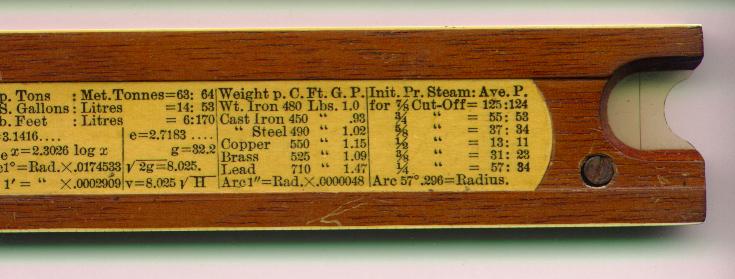 p. Tons : Met. Tonnes=63: 64
S. Gallons: Litres =14: 53
b. Feet : Litres = 6:170
=3.1416.... e=2.7183 ....
e x=2.3026 log x g=32.2
1°=Rad.×.0174533 √2g=8.025.
1' = " ×.0002909 v=8.025 √H
Weight p. C. Ft. G. P.
Wt. Iron 480 Lbs. 1.0
Cast Iron 450 " .93
" Steel 490 " 1.02
Copper 550 " 1.15
Brass 525 " 1.09
Lead 710 " 1.47
Arc 1"=Rad.×.0000048
Init. Pr. Steam: Ave. P.
for ⅞ Cut-Off = 125:124
¾ " = 55: 53
⅝ " = 37: 34
½ " = 13: 11
⅜ " = 31: 23
¼ " = 57: 34
Arc 57°.296=Radius.